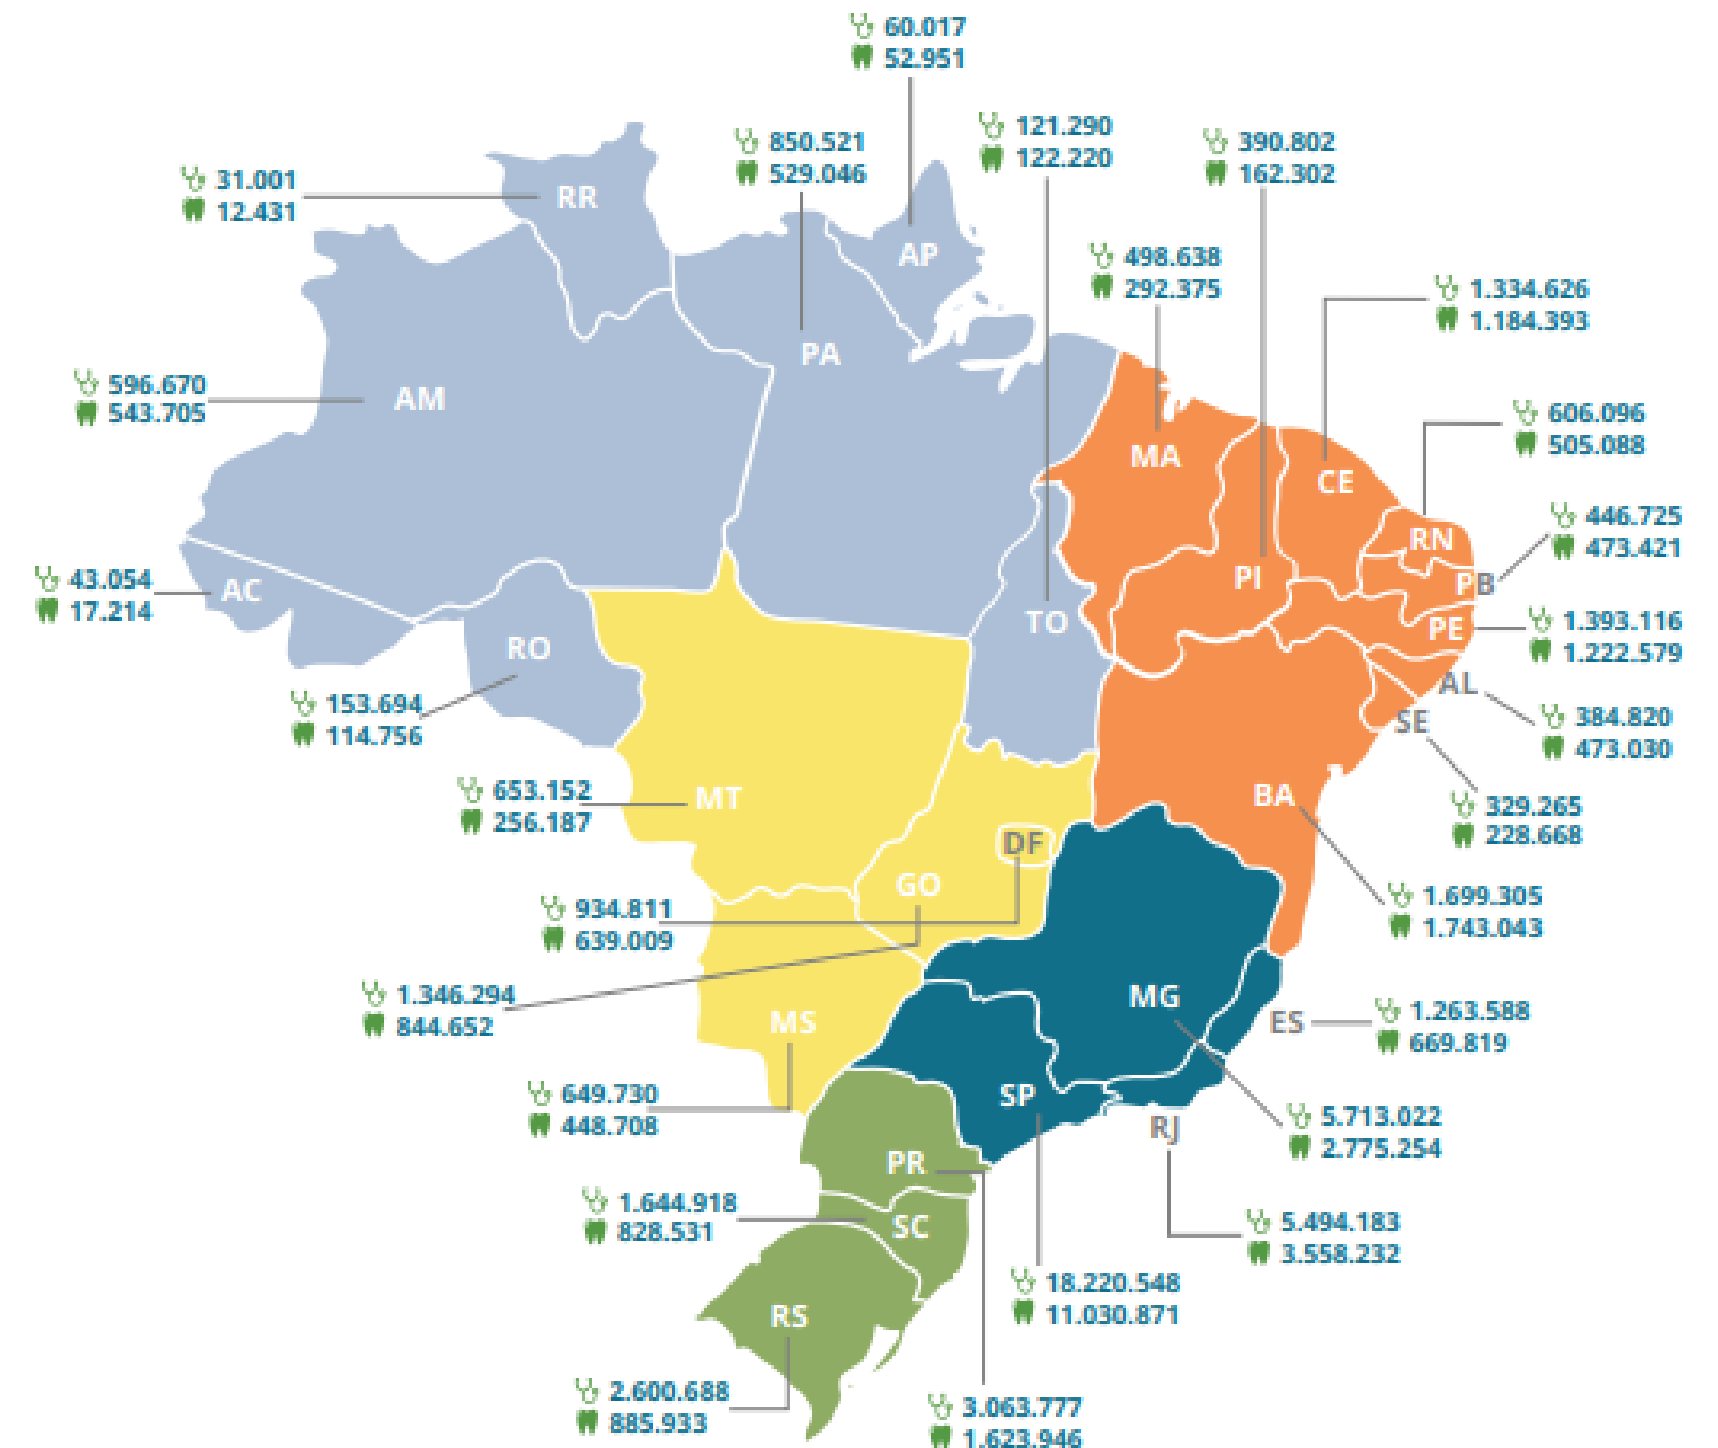 60.017
52.951
121.290
122.220
850.521
529.046
390.802
162.302
31.001
12.431
RR
AP
498.638
292.375
1.334.626
1.184.393
PA
596.670
543.705
AM
606.096
505.088
MA
CE
446.725
473.421
RN
43.054
17.214
AC
PI
PB
TO
PE
1.393.116
1.222.579
RO
153.694
114.756
AL
SE
384.820
473.030
653.152
256.187
MT
BA
329.265
228.668
DF
GO
934.811
639.009
1.699.305
1.743.043
1.346.294
844.652
MS
MG
ES
1.263.588
669.819
649.730
448.708
SP
RJ
5.713.022
2.775.254
PR
1.644.918
828.531
SC
5.494.183
3.558.232
18.220.548
11.030.871
RS
2.600.688
885.933
3.063.777
1.623.946